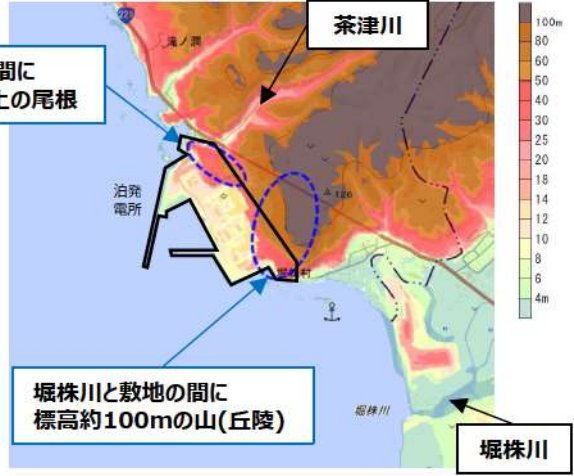 茶津川
間に
上の尾根
221
滝ノ澗
泊発
電所
126
堀株村
堀株川と敷地の間に
標高約100mの山(丘陵)
堀株川
堀株川
100m
80
60
50
40
30
25
20
18
14
12
10
8
6
4m